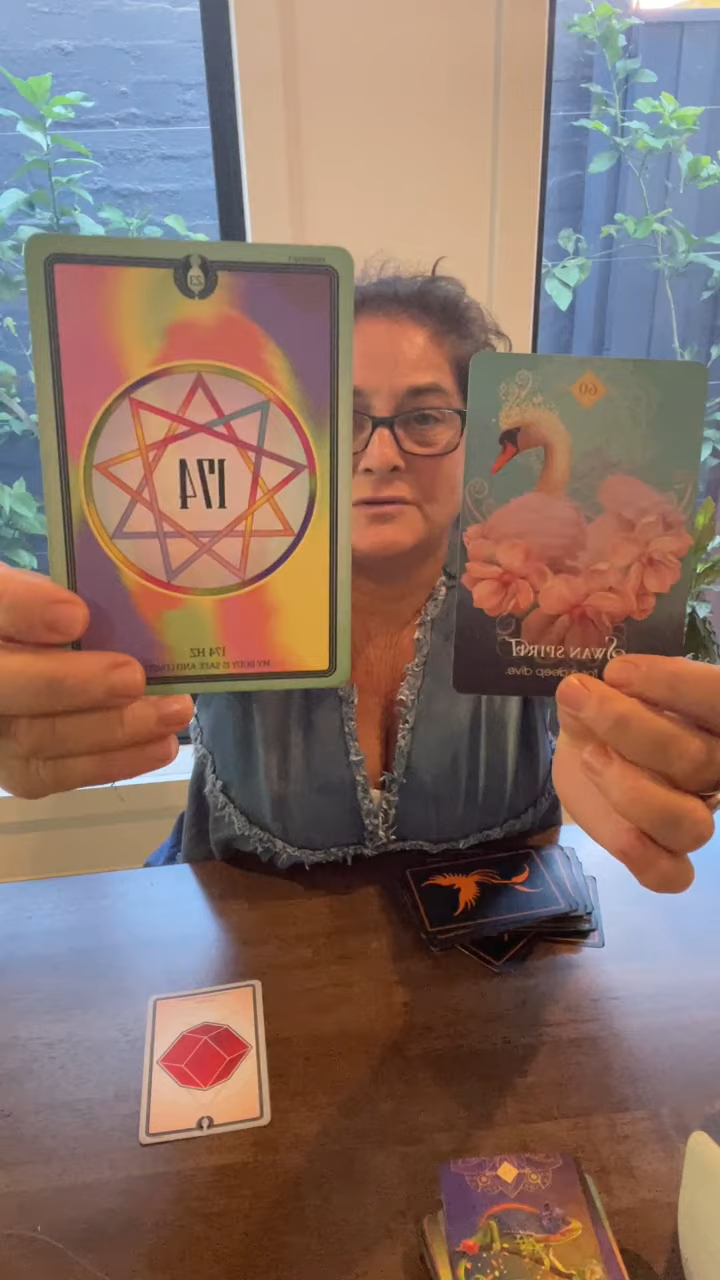 23
174
174 HZ
MY BODY IS SAFE AND
60
SWAN SPIRIT
deep dive.